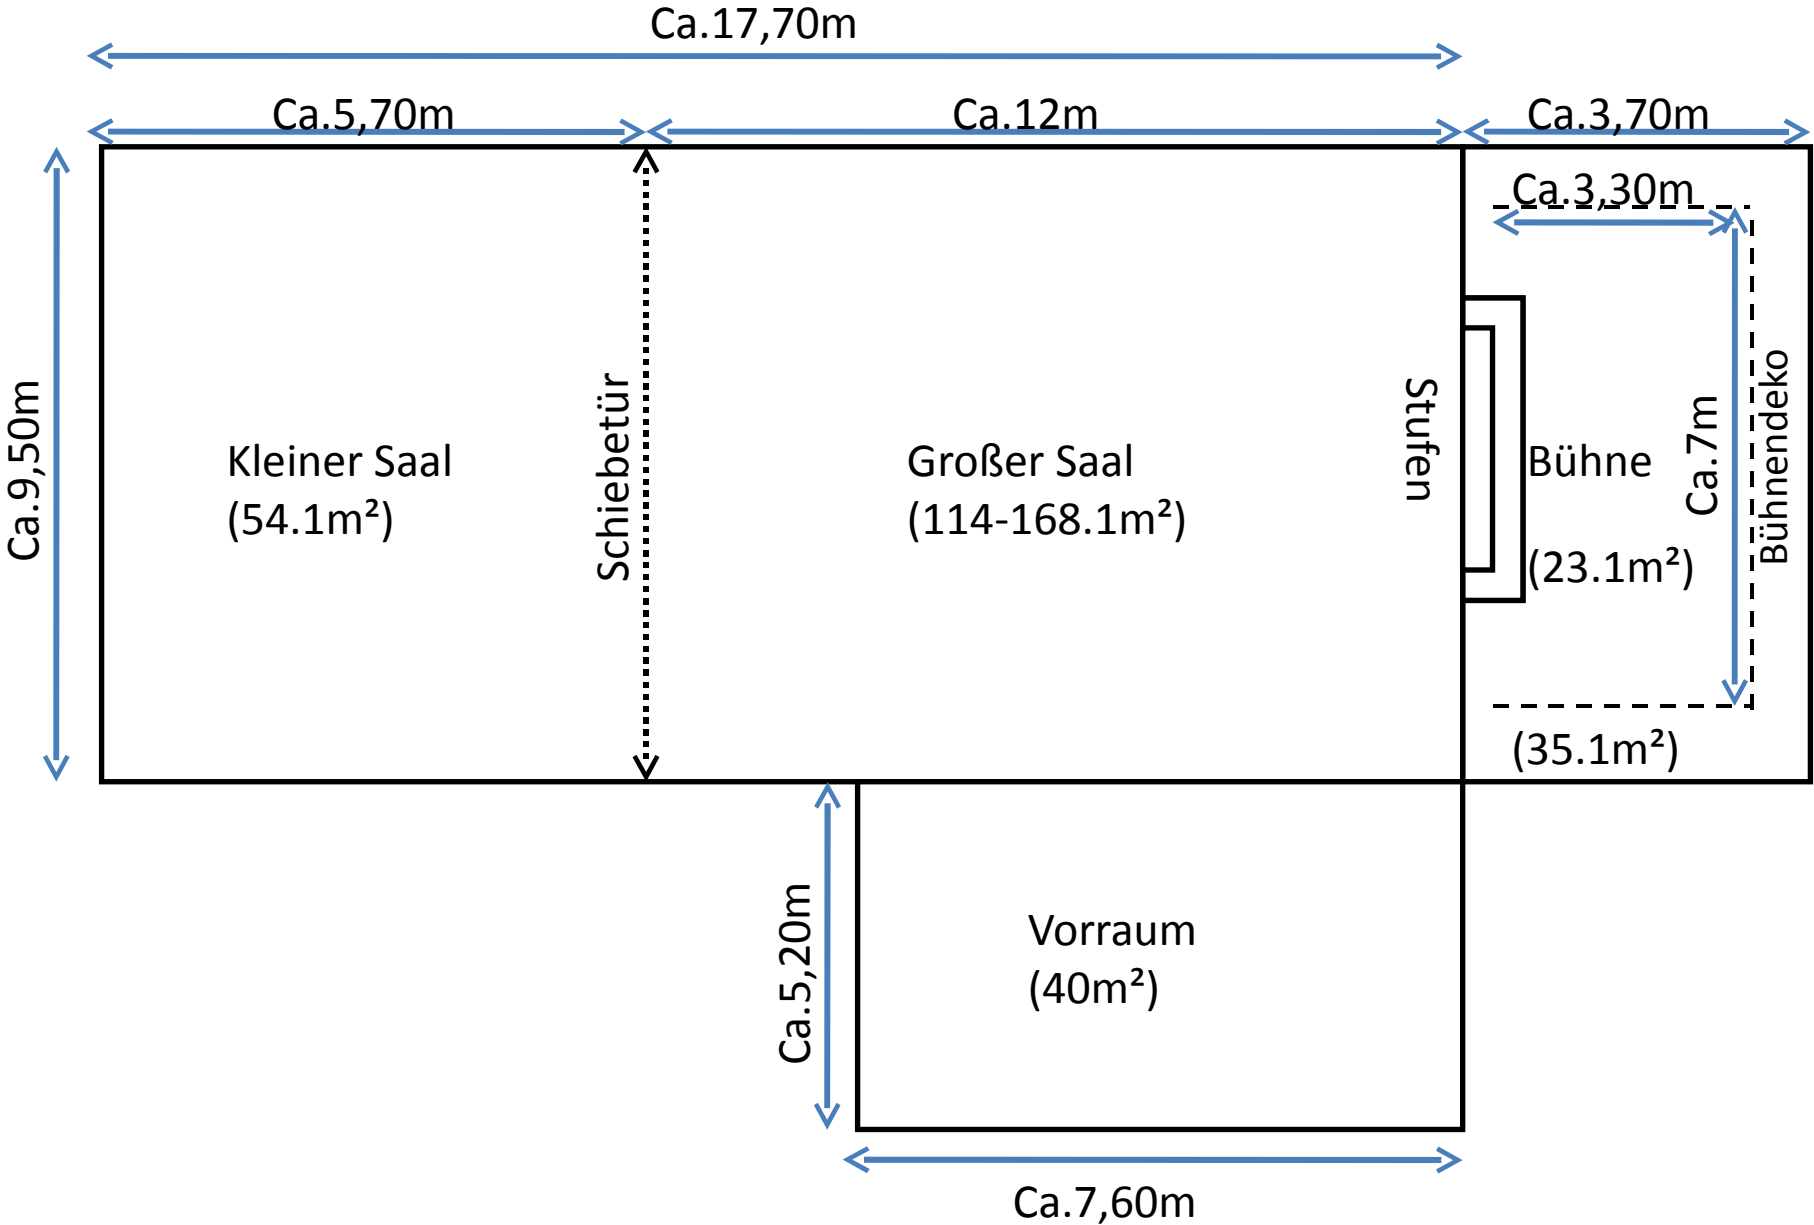 Ca.17,70m
Ca.5,70m
Ca.12m
Ca.3,70m
Ca.3,30m
Ca.9,50m
Kleiner Saal
(54.1m²)
Schiebetür
Großer Saal
(114-168.1m²)
Stufen
Bühne
(23.1m²)
Ca.7m
Bühnendeko
(35.1m²)
Ca.5,20m
Vorraum
(40m²)
Ca.7,60m